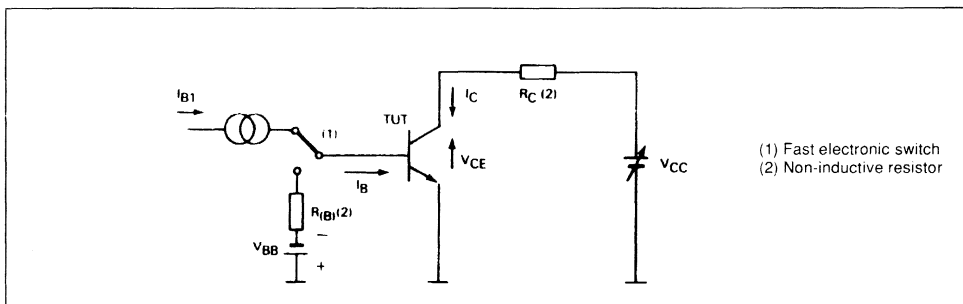 I_B1
(1)
TUT
I_C
R_C (2)
V_CE
V_CC
I_B
R_(B) (2)
−
V_BB
+
(1) Fast electronic switch
(2) Non-inductive resistor